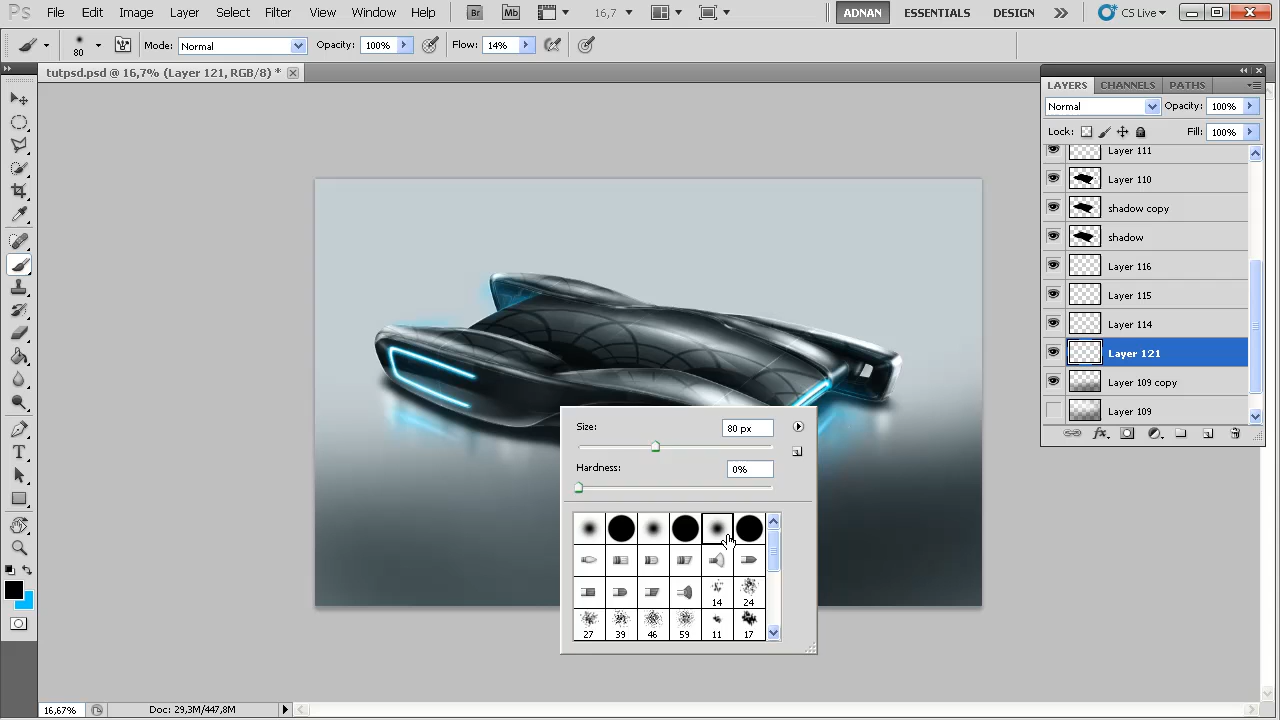 Ps File Edit Image Layer Select Filter View Window Help Br Mb 16,7 ADNAN ESSENTIALS DESIGN CS Live
80 Mode: Normal Opacity: 100% Flow: 14%
tutpsd.psd @ 16,7% (Layer 121, RGB/8) *
LAYERS CHANNELS PATHS
Normal Opacity: 100%
Lock: Fill: 100%
Layer 111
Layer 110
shadow copy
shadow
Layer 116
Layer 115
Layer 114
Layer 121
Layer 109 copy
Layer 109
fx
Size: 80 px
Hardness: 0%
14 24
27 39 46 59 11 17
T
16,67% Doc: 29,3M/447,8M